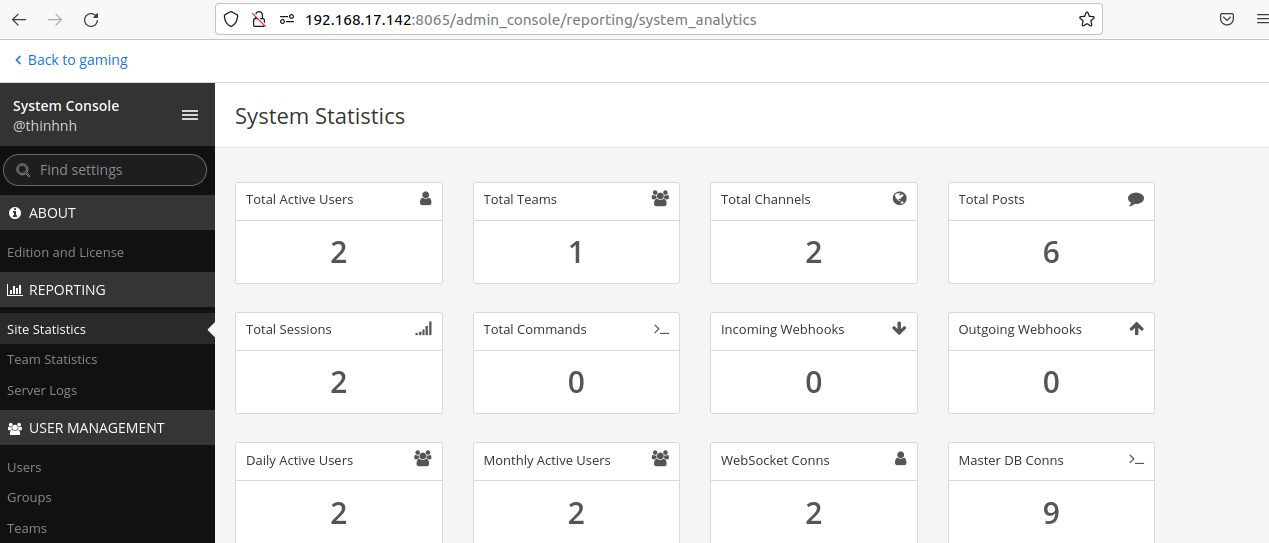 192.168.17.142:8065/admin_console/reporting/system_analytics
Back to gaming
System Console
@thinhnh
Find settings
ABOUT
Edition and License
REPORTING
Site Statistics
Team Statistics
Server Logs
USER MANAGEMENT
Users
Groups
Teams
System Statistics
Total Active Users
2
Total Teams
1
Total Channels
2
Total Posts
6
Total Sessions
2
Total Commands
0
Incoming Webhooks
0
Outgoing Webhooks
0
Daily Active Users
2
Monthly Active Users
2
WebSocket Conns
2
Master DB Conns
9